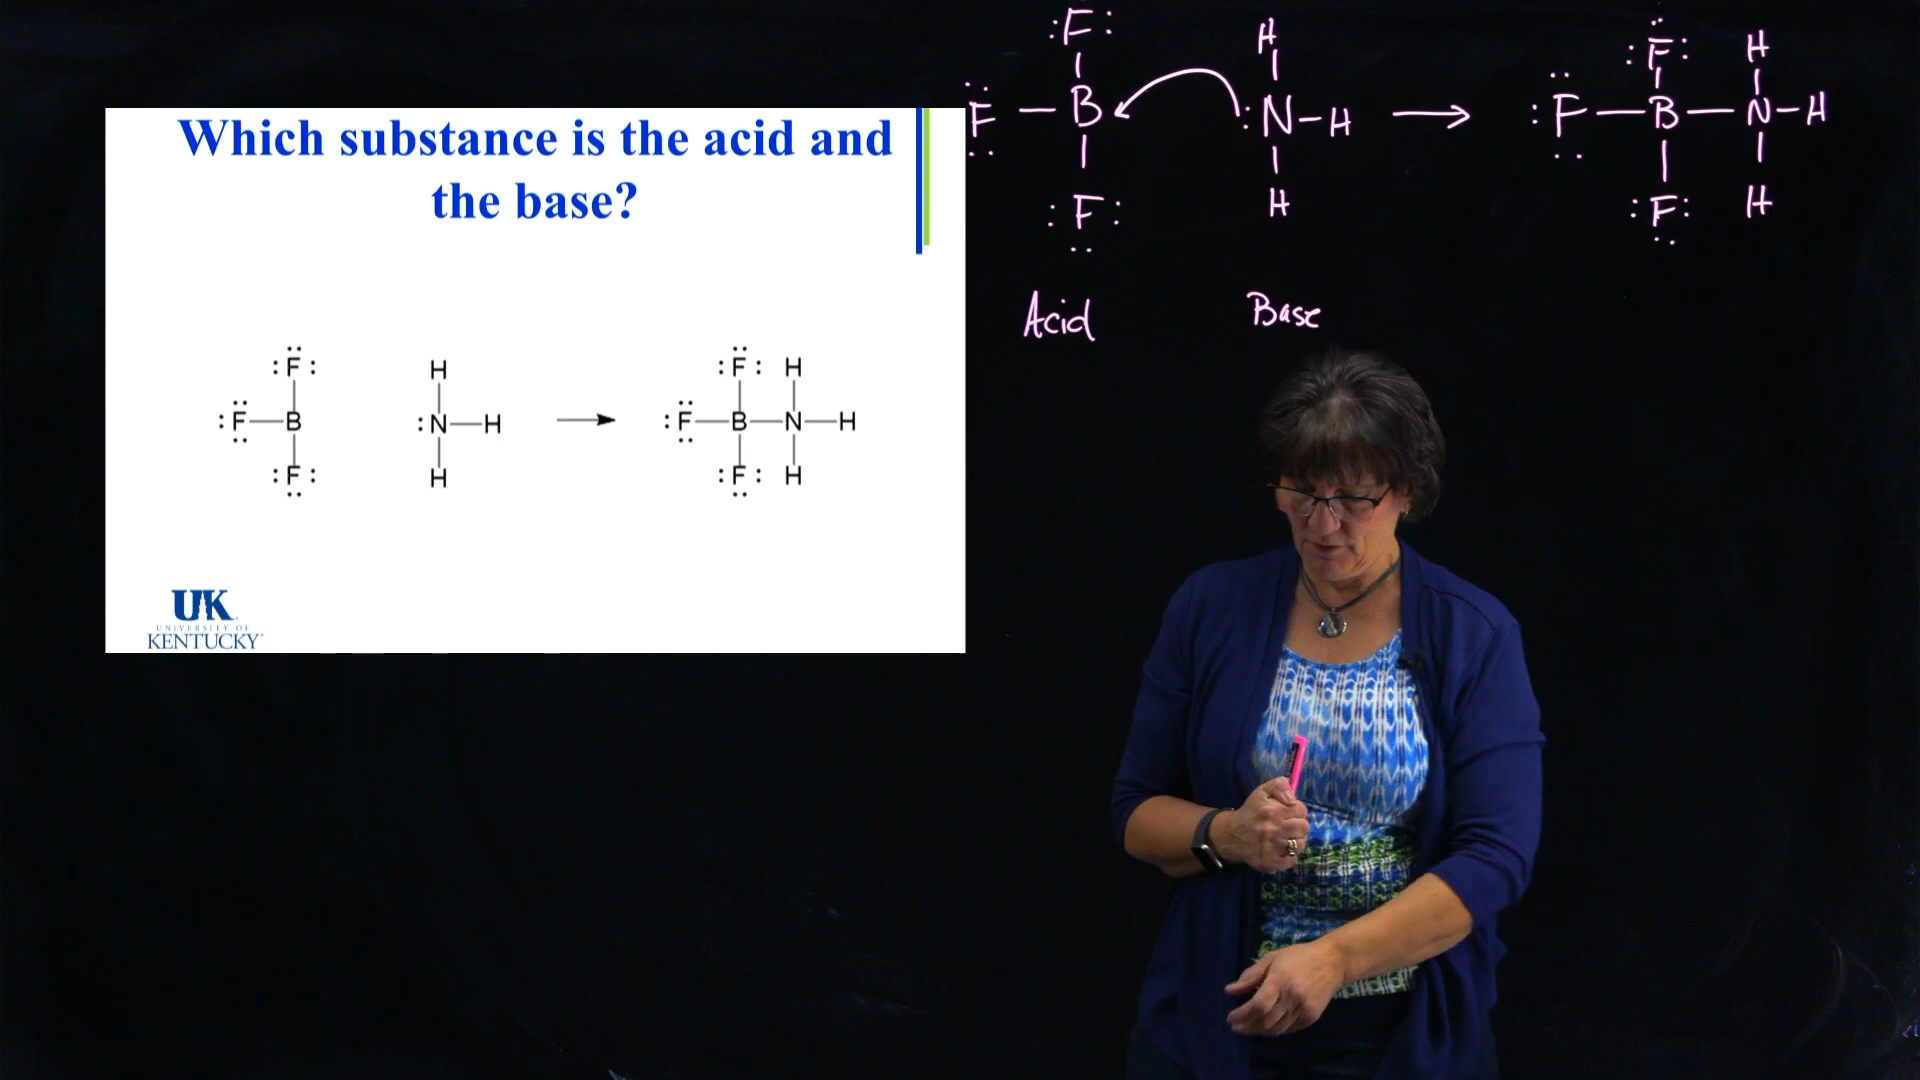 Which substance is the acid and
the base?
:F: H :F: H
:F—B :N—H → :F—B—N—H
:F: H :F: H
UK
UNIVERSITY OF
KENTUCKY
:F: H :F: H
F—B :N—H → :F—B—N—H
:F: H :F: H
Acid Base